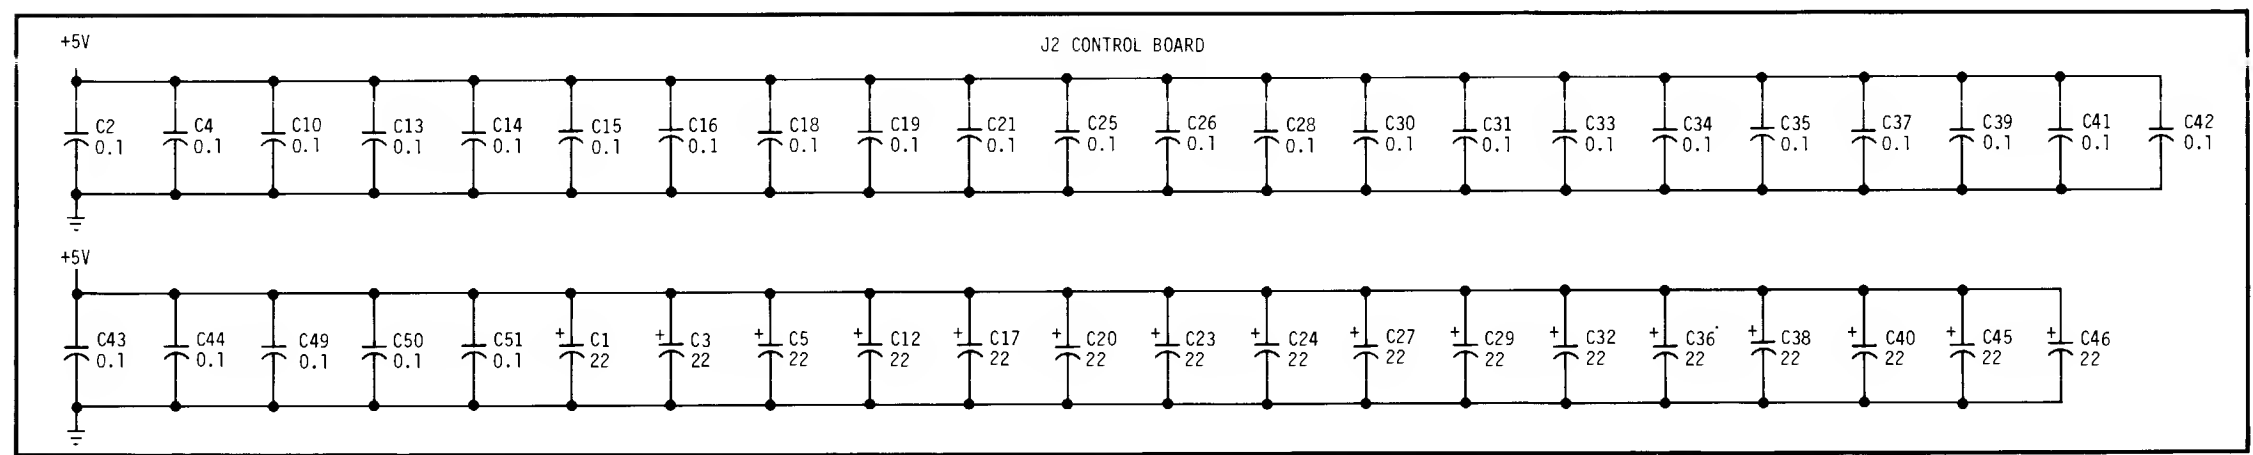 +5V
J2 CONTROL BOARD
C2 0.1
C4 0.1
C10 0.1
C13 0.1
C14 0.1
C15 0.1
C16 0.1
C18 0.1
C19 0.1
C21 0.1
C25 0.1
C26 0.1
C28 0.1
C30 0.1
C31 0.1
C33 0.1
C34 0.1
C35 0.1
C37 0.1
C39 0.1
C41 0.1
C42 0.1
+5V
C43 0.1
C44 0.1
C49 0.1
C50 0.1
C51 0.1
+ C1 22
+ C3 22
+ C5 22
+ C12 22
+ C17 22
+ C20 22
+ C23 22
+ C24 22
+ C27 22
+ C29 22
+ C32 22
+ C36 22
+ C38 22
+ C40 22
+ C45 22
+ C46 22